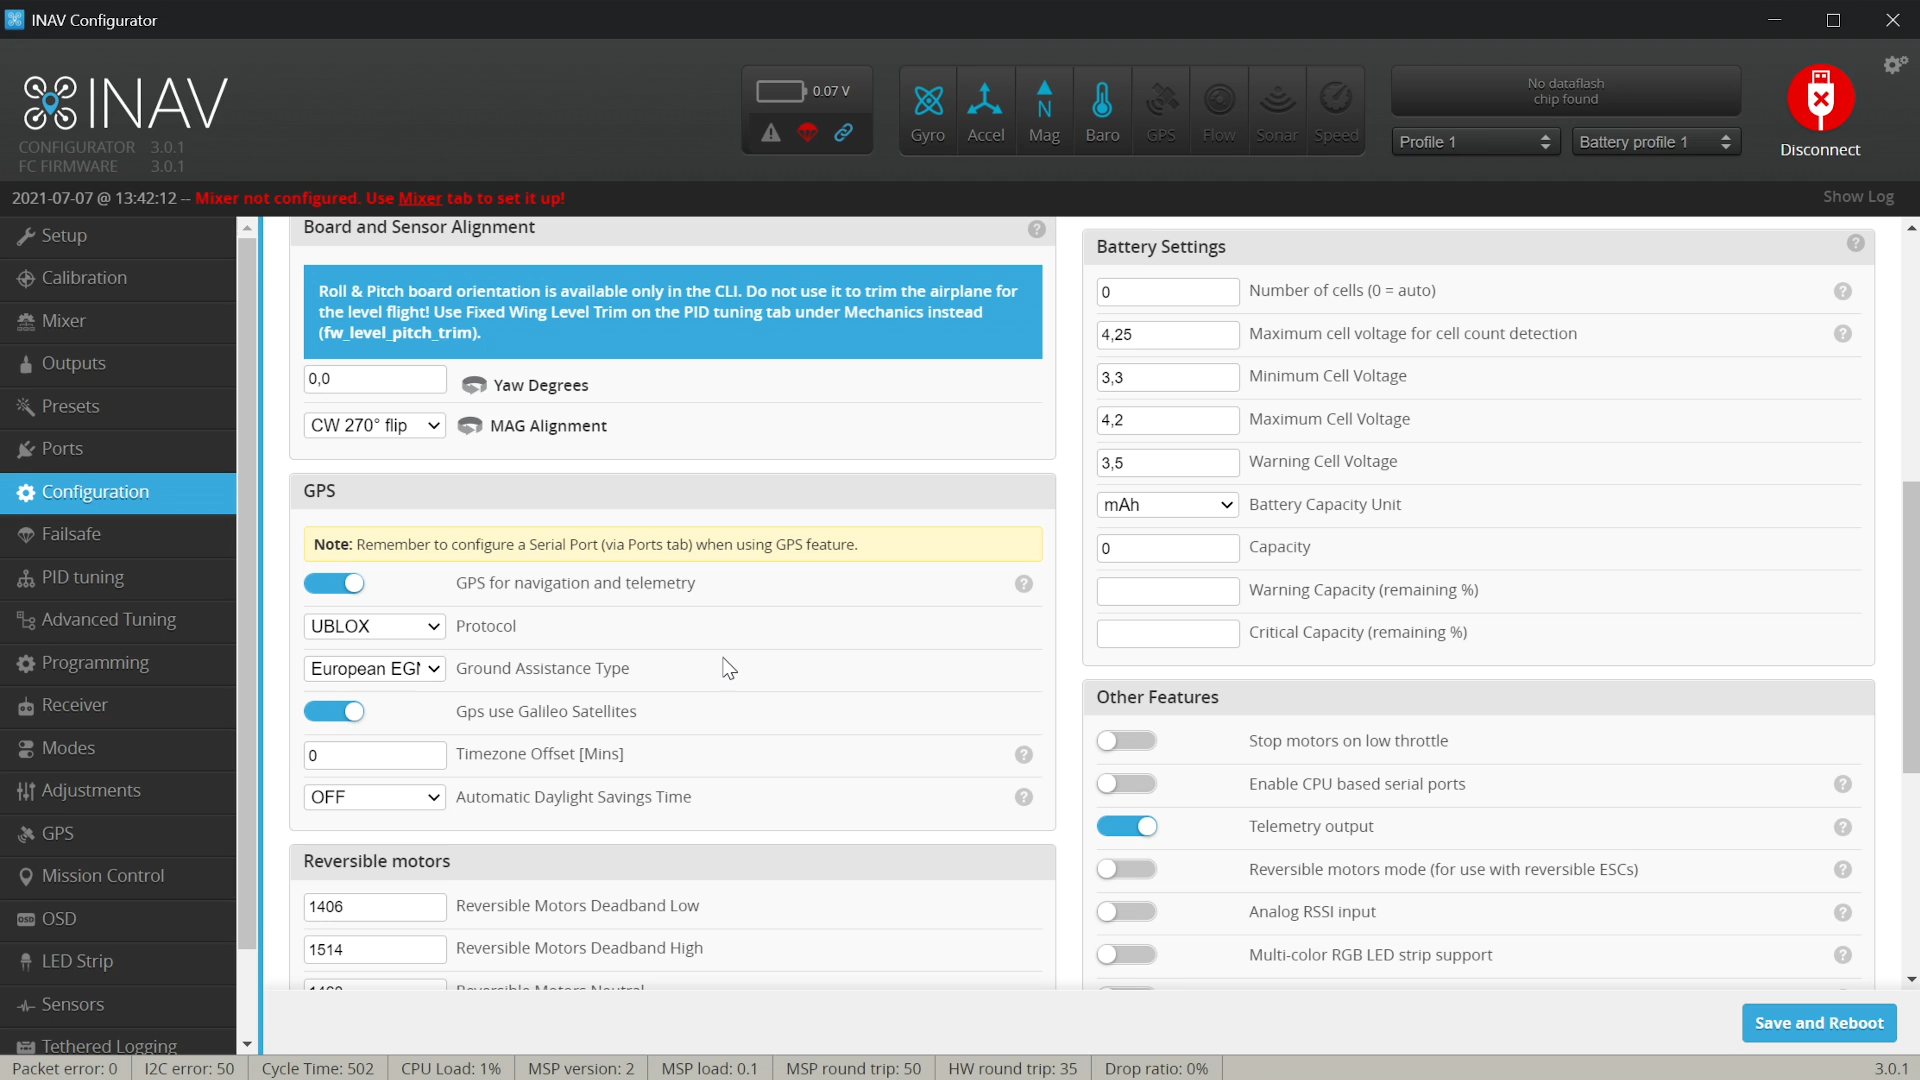 INAV Configurator
INAV
CONFIGURATOR 3.0.1
FC FIRMWARE 3.0.1
0.07 V
Gyro
Accel
Mag
Baro
GPS
Flow
Sonar
Speed
No dataflash
chip found
Profile 1
Battery profile 1
Disconnect
2021-07-07 @ 13:42:12 -- Mixer not configured. Use Mixer tab to set it up!
Show Log
Setup
Calibration
Mixer
Outputs
Presets
Ports
Configuration
Failsafe
PID tuning
Advanced Tuning
Programming
Receiver
Modes
Adjustments
GPS
Mission Control
OSD
LED Strip
Sensors
Tethered Logging
Board and Sensor Alignment
Roll & Pitch board orientation is available only in the CLI. Do not use it to trim the airplane for
the level flight! Use Fixed Wing Level Trim on the PID tuning tab under Mechanics instead
(fw_level_pitch_trim).
0,0 Yaw Degrees
CW 270° flip MAG Alignment
GPS
Note: Remember to configure a Serial Port (via Ports tab) when using GPS feature.
GPS for navigation and telemetry
UBLOX Protocol
European EGN Ground Assistance Type
Gps use Galileo Satellites
0 Timezone Offset [Mins]
OFF Automatic Daylight Savings Time
Reversible motors
1406 Reversible Motors Deadband Low
1514 Reversible Motors Deadband High
1460 Reversible Motors Neutral
Battery Settings
0 Number of cells (0 = auto)
4,25 Maximum cell voltage for cell count detection
3,3 Minimum Cell Voltage
4,2 Maximum Cell Voltage
3,5 Warning Cell Voltage
mAh Battery Capacity Unit
0 Capacity
Warning Capacity (remaining %)
Critical Capacity (remaining %)
Other Features
Stop motors on low throttle
Enable CPU based serial ports
Telemetry output
Reversible motors mode (for use with reversible ESCs)
Analog RSSI input
Multi-color RGB LED strip support
Save and Reboot
Packet error: 0
I2C error: 50
Cycle Time: 502
CPU Load: 1%
MSP version: 2
MSP load: 0.1
MSP round trip: 50
HW round trip: 35
Drop ratio: 0%
3.0.1